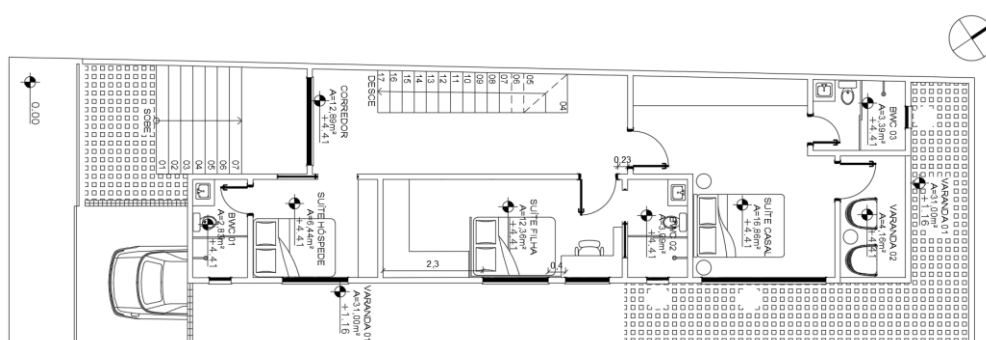 0.00
SOBE
01
02
03
04
05
06
07
CORREDOR
A=12,89m²
+4.41
DESCE
17
16
15
14
13
12
11
10
09
08
07
06
05
04
BWC 01
+4.41
SUÍTE HÓSPEDE
A=6,44m²
+4.41
SUÍTE FILHA
A=12,36m²
+4.41
2,3
0,4
0,23
BWC 02
+4.41
SUÍTE CASAL
A=16,86m²
+4.41
BWC 03
A=3,39m²
+4.41
VARANDA 02
A=4,16m²
VARANDA 01
A=31,00m²
+1.16
VARANDA 01
A=31,00m²
+1.16